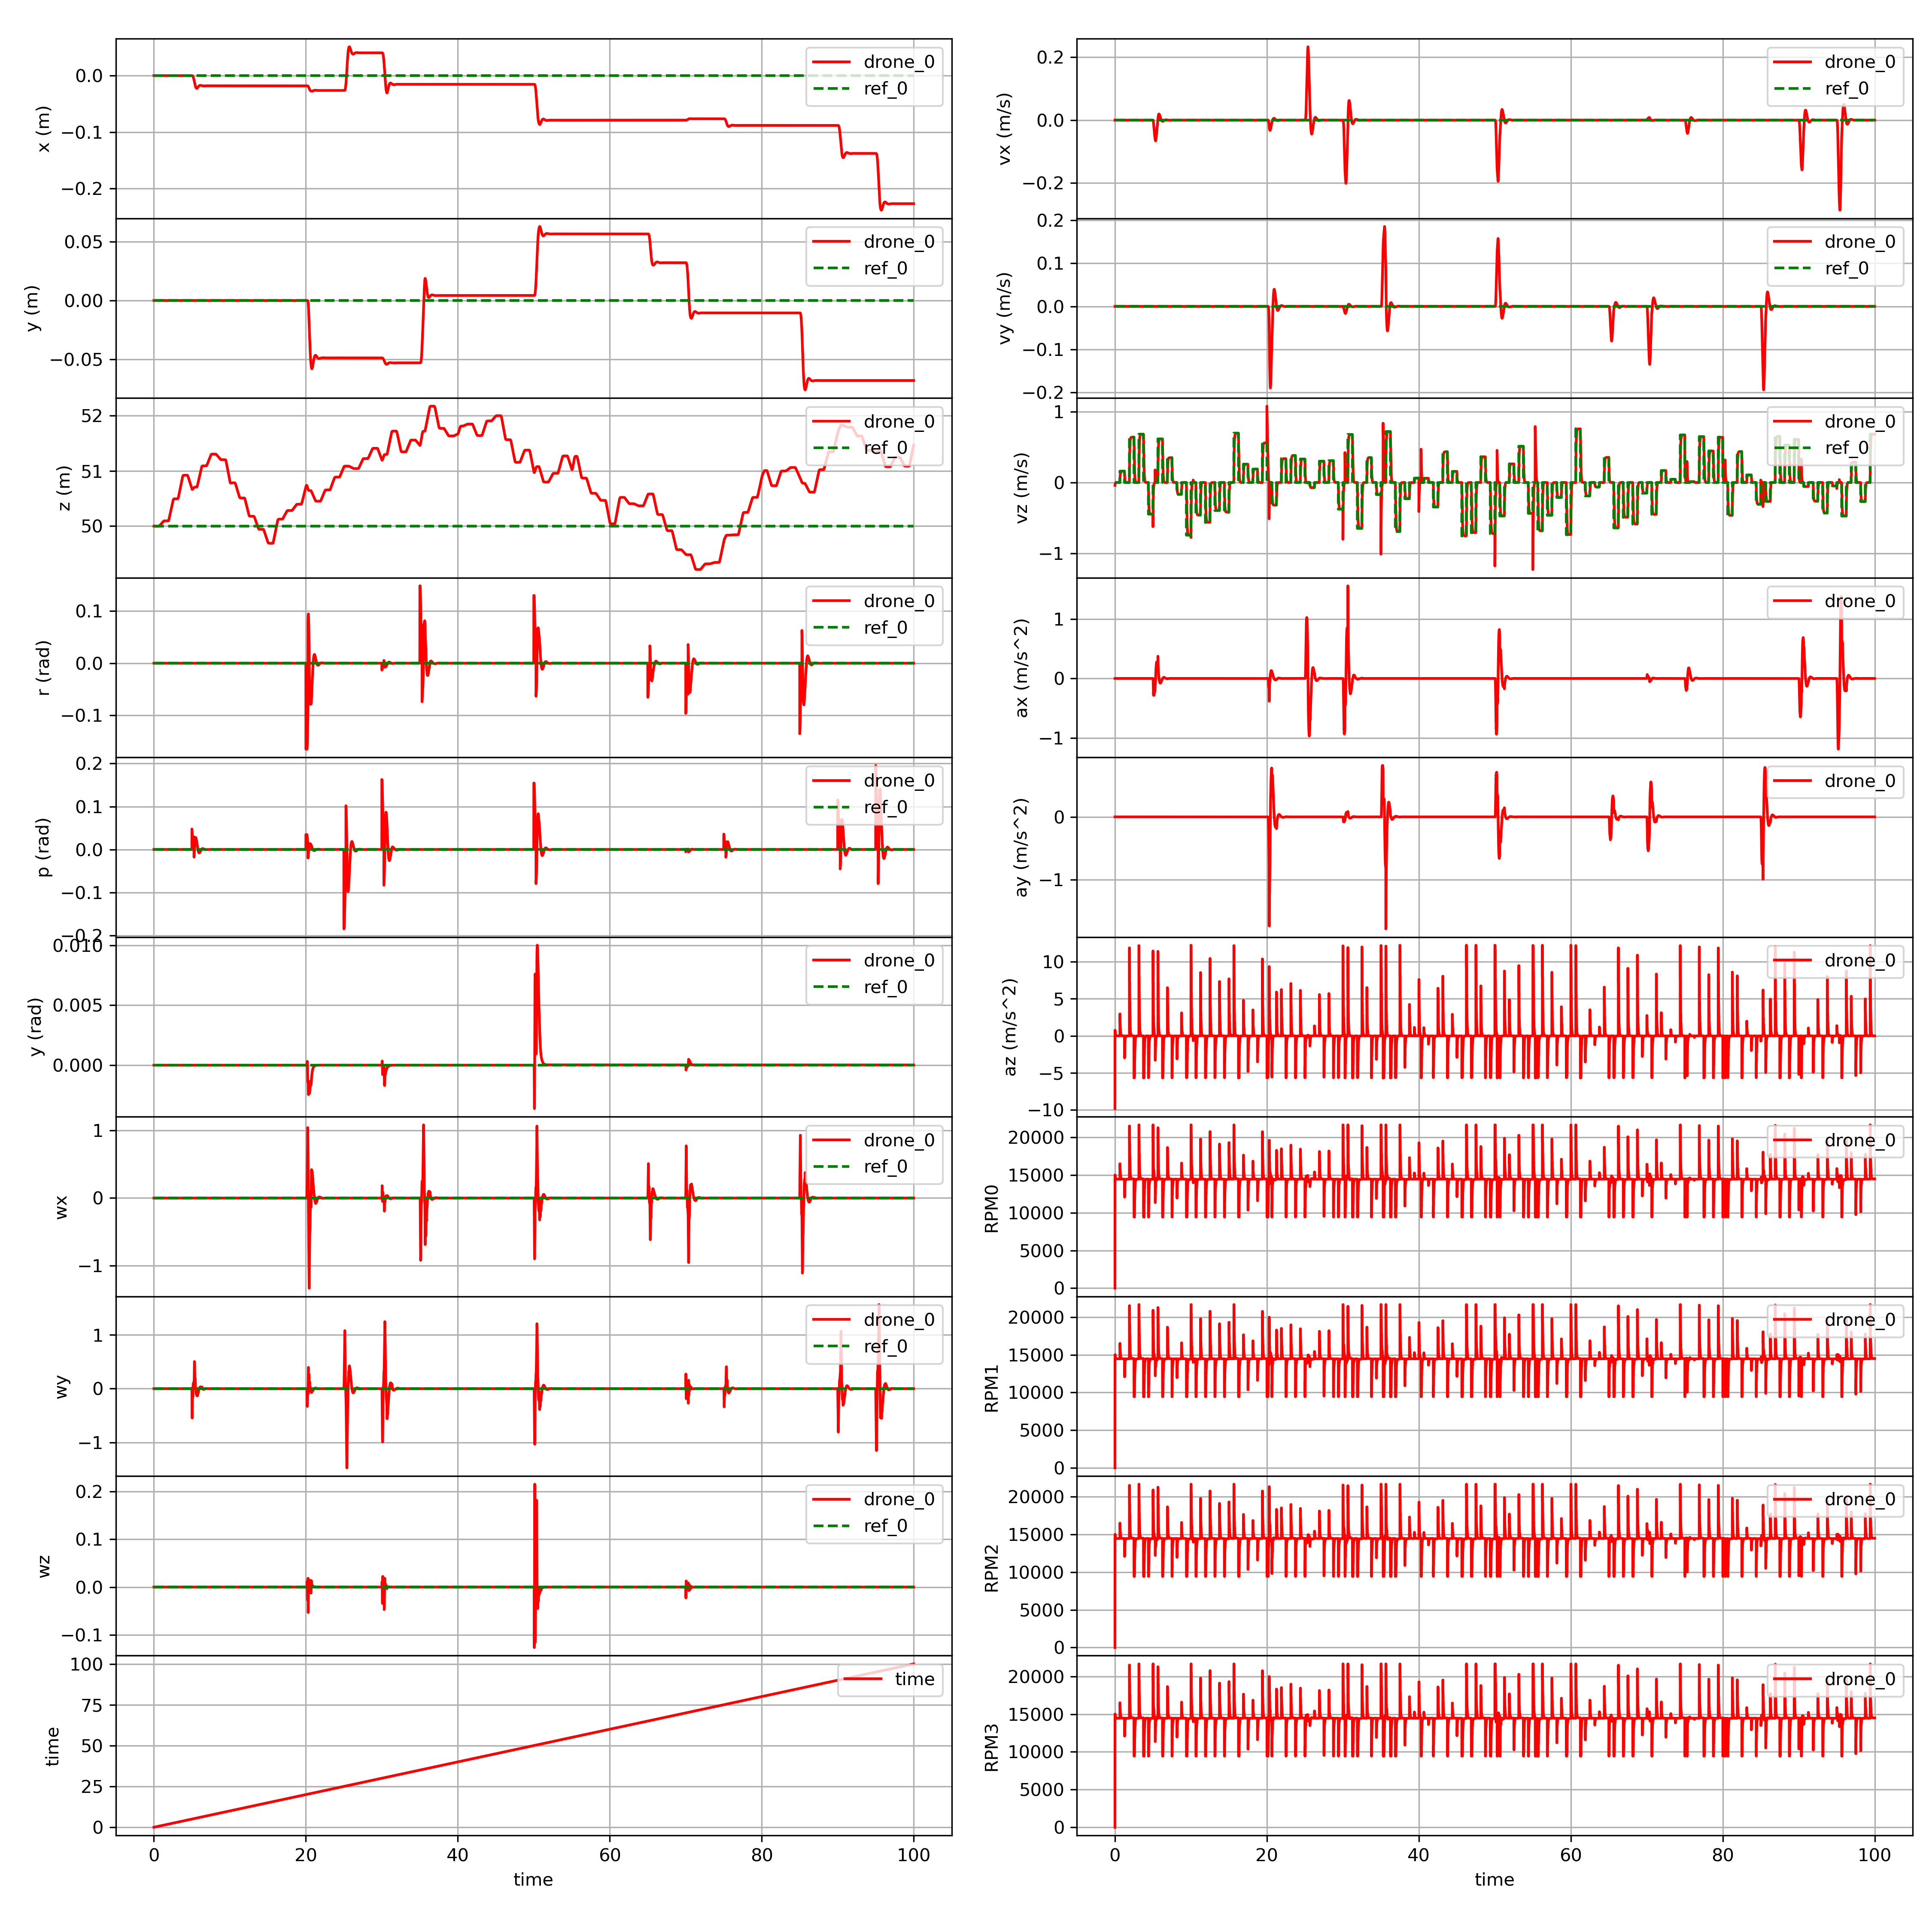 x (m)
0.0
−0.1
−0.2
drone_0
ref_0
y (m)
0.05
0.00
−0.05
drone_0
ref_0
z (m)
52
51
50
drone_0
ref_0
r (rad)
0.1
0.0
−0.1
drone_0
ref_0
p (rad)
0.2
0.1
0.0
−0.1
−0.2
drone_0
ref_0
y (rad)
0.010
0.005
0.000
drone_0
ref_0
wx
1
0
−1
drone_0
ref_0
wy
1
0
−1
drone_0
ref_0
wz
0.2
0.1
0.0
−0.1
drone_0
ref_0
time
100
75
50
25
0
time
0 20 40 60 80 100
time
vx (m/s)
0.2
0.0
−0.2
drone_0
ref_0
vy (m/s)
0.2
0.1
0.0
−0.1
−0.2
drone_0
ref_0
vz (m/s)
1
0
−1
drone_0
ref_0
ax (m/s^2)
1
0
−1
drone_0
ay (m/s^2)
0
−1
drone_0
az (m/s^2)
10
5
0
−5
−10
drone_0
RPM0
20000
15000
10000
5000
0
drone_0
RPM1
20000
15000
10000
5000
0
drone_0
RPM2
20000
15000
10000
5000
0
drone_0
RPM3
20000
15000
10000
5000
0
drone_0
0 20 40 60 80 100
time